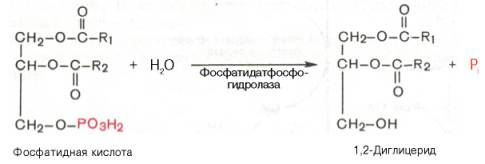 O
CH₂—O—C—R₁
O
CH—O—C—R₂ + H₂O
O
CH₂—O—PO₃H₂
Фосфатидная кислота
Фосфатидатфосфо-
гидролаза
O
CH₂—O—C—R₁
CH—O—C—R₂ + Pᵢ
O
CH₂—OH
1,2-Диглицерид